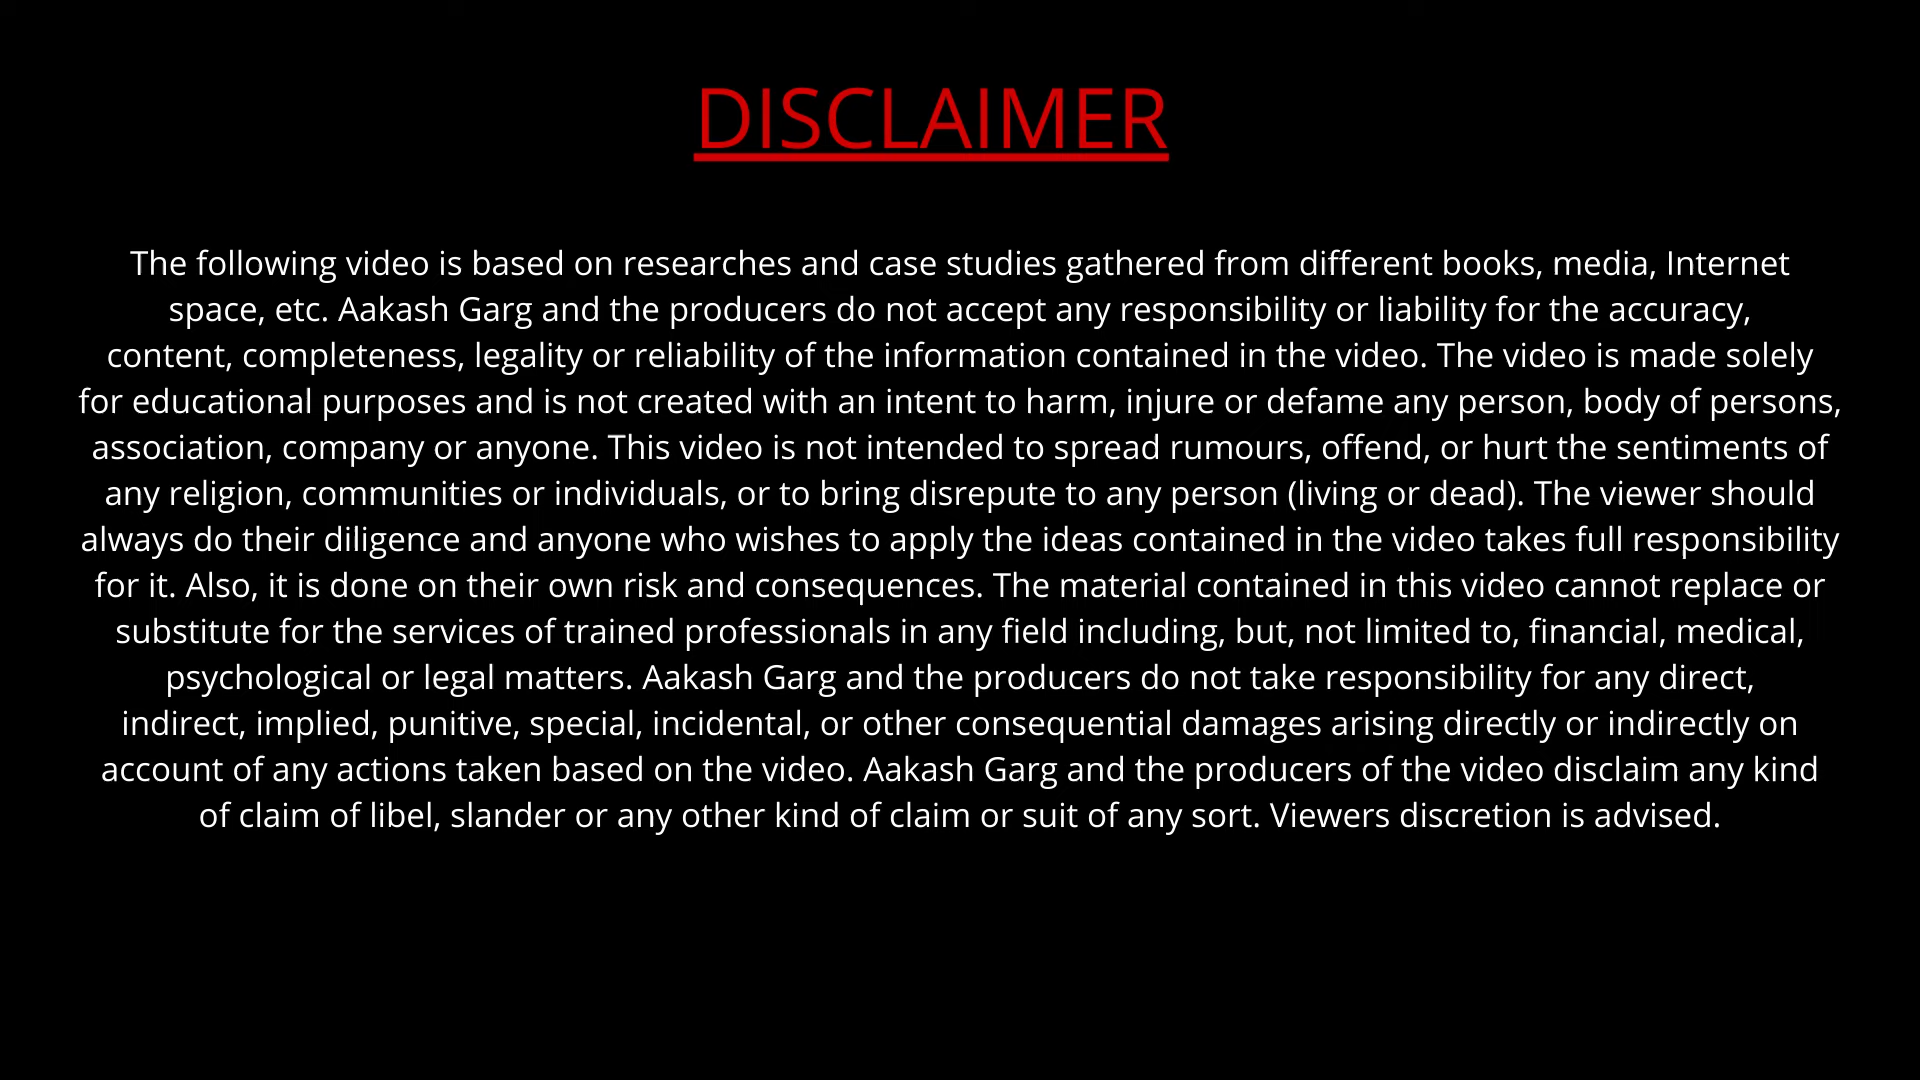 DISCLAIMER
The following video is based on researches and case studies gathered from different books, media, Internet
space, etc. Aakash Garg and the producers do not accept any responsibility or liability for the accuracy,
content, completeness, legality or reliability of the information contained in the video. The video is made solely
for educational purposes and is not created with an intent to harm, injure or defame any person, body of persons,
association, company or anyone. This video is not intended to spread rumours, offend, or hurt the sentiments of
any religion, communities or individuals, or to bring disrepute to any person (living or dead). The viewer should
always do their diligence and anyone who wishes to apply the ideas contained in the video takes full responsibility
for it. Also, it is done on their own risk and consequences. The material contained in this video cannot replace or
substitute for the services of trained professionals in any field including, but, not limited to, financial, medical,
psychological or legal matters. Aakash Garg and the producers do not take responsibility for any direct,
indirect, implied, punitive, special, incidental, or other consequential damages arising directly or indirectly on
account of any actions taken based on the video. Aakash Garg and the producers of the video disclaim any kind
of claim of libel, slander or any other kind of claim or suit of any sort. Viewers discretion is advised.